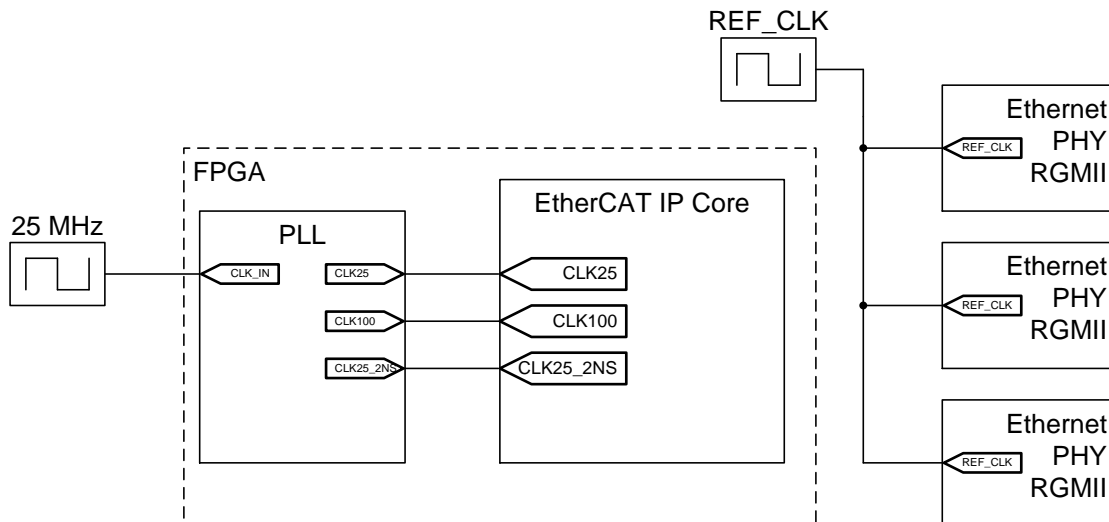 REF_CLK
Ethernet
PHY
REF_CLK
RGMII
FPGA
EtherCAT IP Core
25 MHz
PLL
CLK_IN
CLK25
CLK25
CLK100
CLK100
CLK25_2NS
CLK25_2NS
Ethernet
PHY
REF_CLK
RGMII
Ethernet
PHY
REF_CLK
RGMII